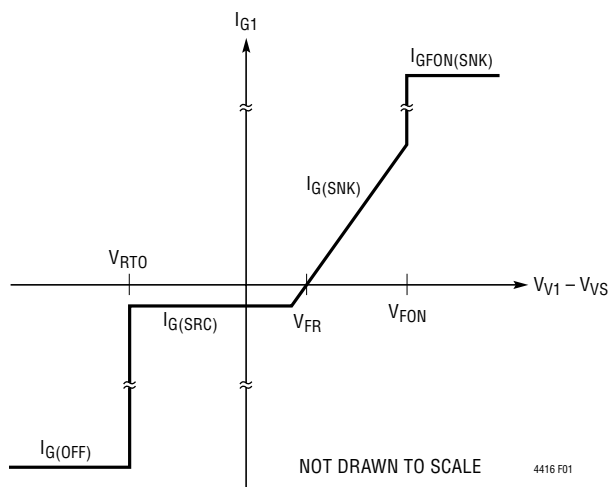 IG1
IGFON(SNK)
IG(SNK)
VRTO
VV1 – VVS
IG(SRC)
VFR
VFON
IG(OFF)
NOT DRAWN TO SCALE
4416 F01